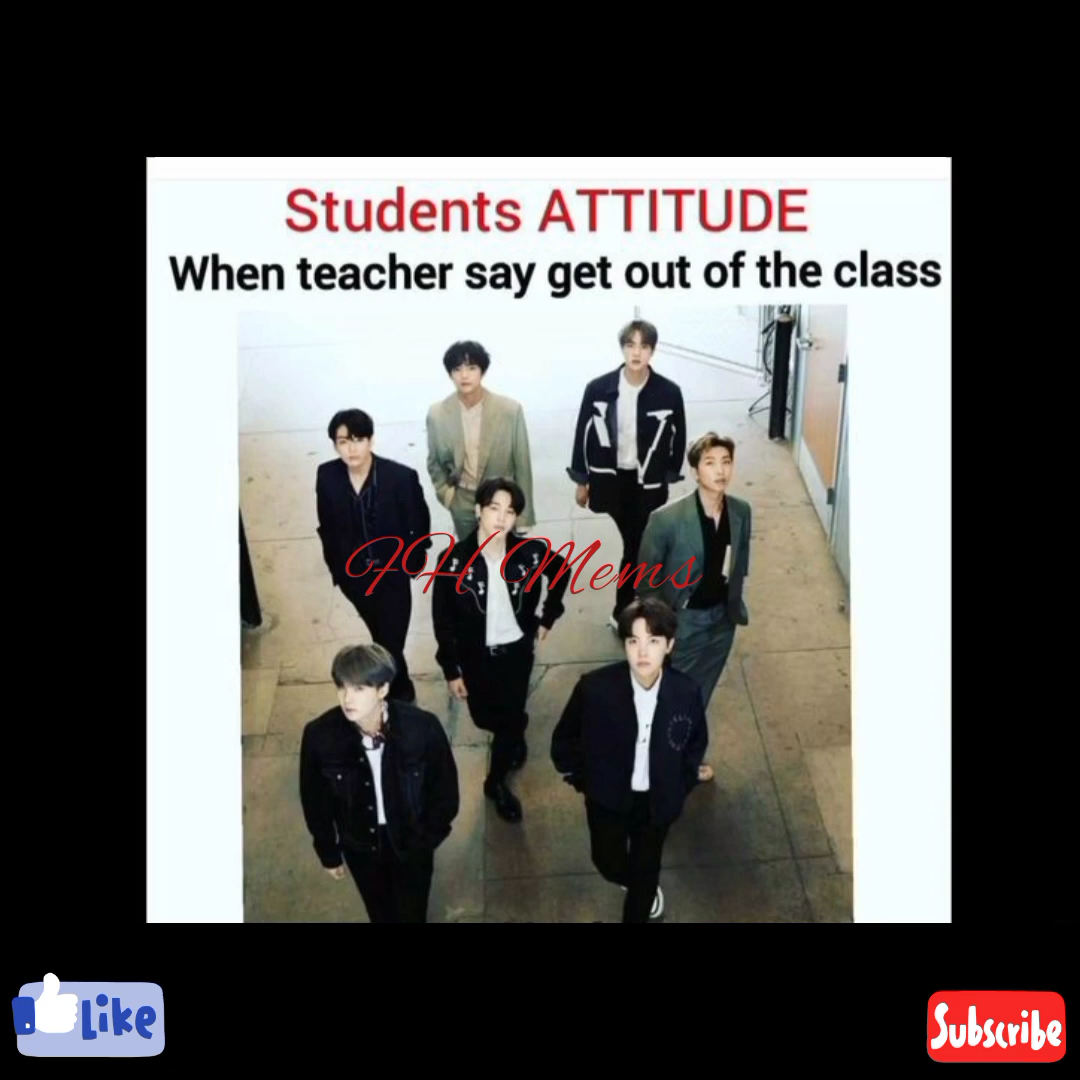 Students ATTITUDE
When teacher say get out of the class
FH Mems
Like
Subscribe